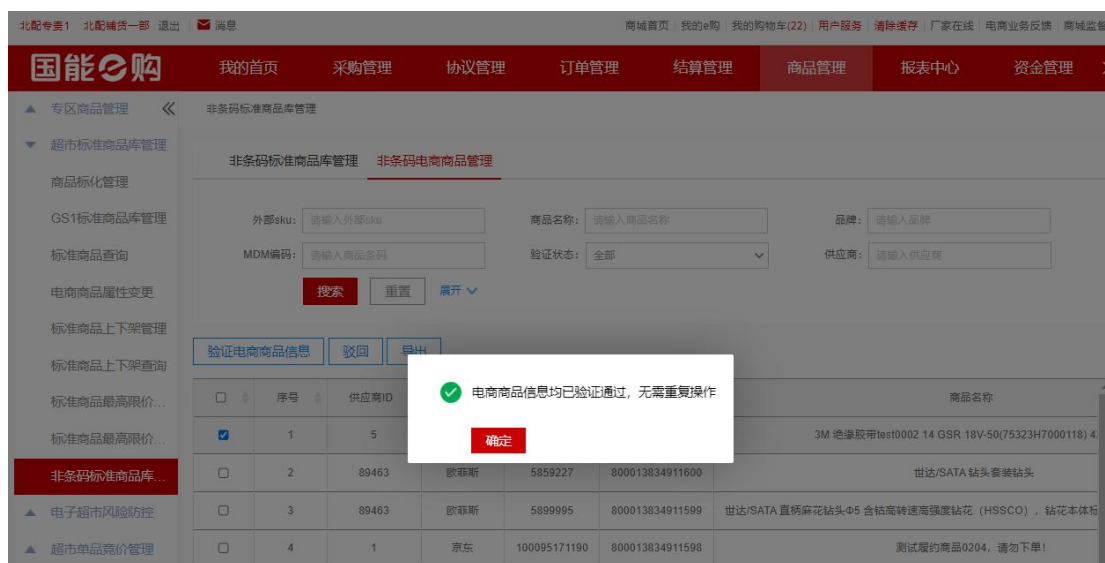 北配专责1 北配辅货一部 退出 消息 商城首页 我的e购 我的购物车(22) 用户服务 清除缓存 厂家在线 电商业务反馈 商城监督
国能e购 我的首页 采购管理 协议管理 订单管理 结算管理 商品管理 报表中心 资金管理
专区商品管理 非条码标准商品库管理
超市标准商品库管理
非条码标准商品库管理 非条码电商商品管理
商品标化管理
GS1标准商品库管理 外部sku: 请输入外部sku 商品名称: 请输入商品名称 品牌: 请输入品牌
标准商品查询 MDM编码: 请输入商品条码 验证状态: 全部 供应商: 请输入供应商
电商商品属性变更 搜索 重置 展开
标准商品上下架管理
验证电商商品信息 驳回 导出
标准商品上下架查询
电商商品信息均已验证通过，无需重复操作
标准商品最高限价... 序号 供应商ID 商品名称
标准商品最高限价... 1 5 3M 绝缘胶带test0002 14 GSR 18V-50(75323H7000118) 4.
确定
非条码标准商品库... 2 89463 欧菲斯 5859227 800013834911600 世达/SATA 钻头套装钻头
电子超市风险防控 3 89463 欧菲斯 5899995 800013834911599 世达/SATA 直柄麻花钻头Φ5 含钴高转速高强度钻花（HSSCO），钻花本体标
超市单品竞价管理 4 1 京东 100095171190 800013834911598 测试履约商品0204，请勿下单！